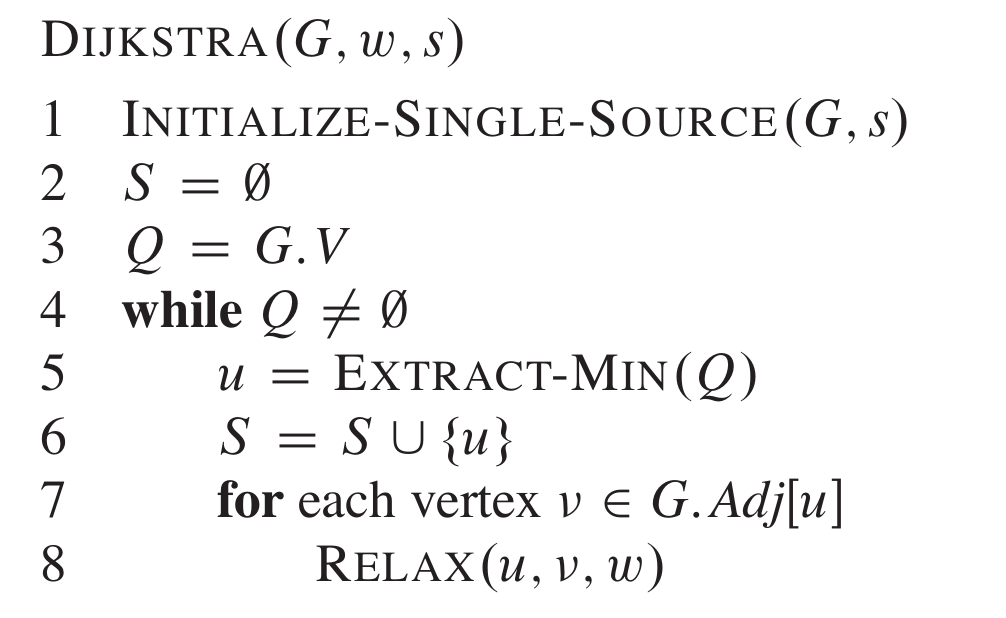 DIJKSTRA(G, w, s)
1 INITIALIZE-SINGLE-SOURCE(G, s)
2 S = ∅
3 Q = G.V
4 while Q ≠ ∅
5 u = EXTRACT-MIN(Q)
6 S = S ∪ {u}
7 for each vertex v ∈ G.Adj[u]
8 RELAX(u, v, w)